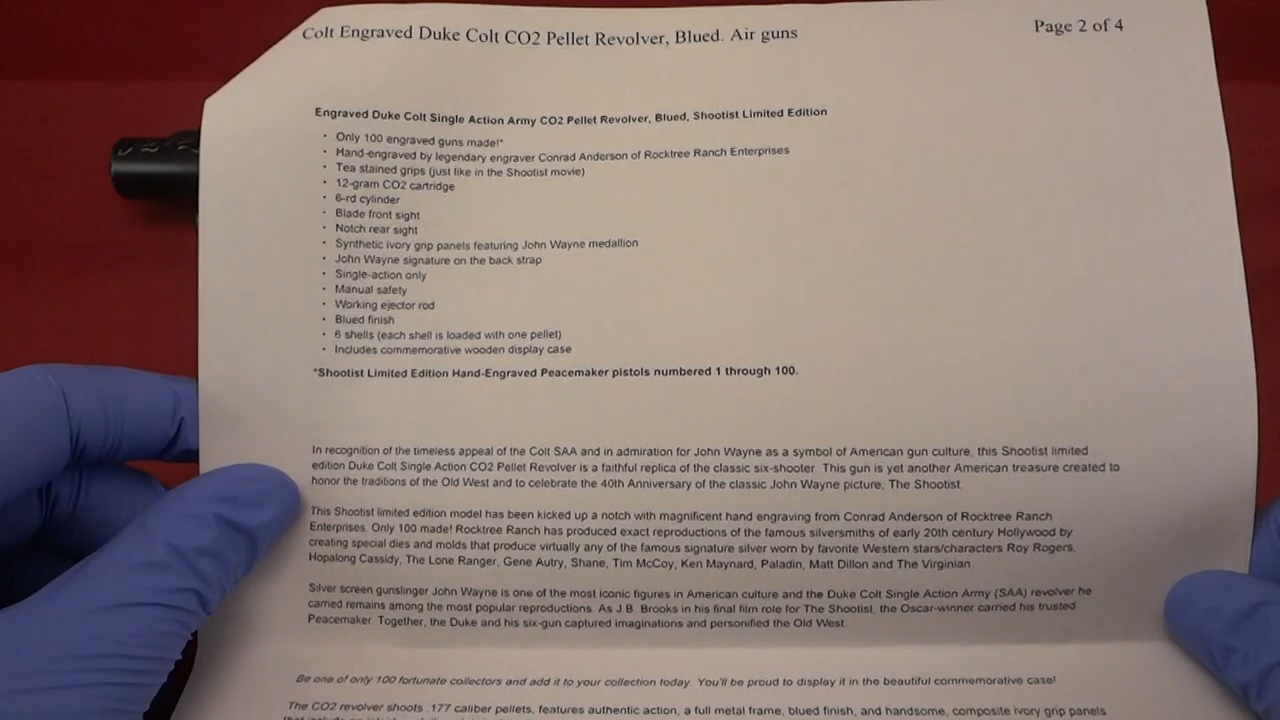 Colt Engraved Duke Colt CO2 Pellet Revolver, Blued. Air guns
Page 2 of 4
Engraved Duke Colt Single Action Army CO2 Pellet Revolver, Blued, Shootist Limited Edition
• Only 100 engraved guns made!*
• Hand-engraved by legendary engraver Conrad Anderson of Rocktree Ranch Enterprises
• Tea stained grips (just like in the Shootist movie)
• 12-gram CO2 cartridge
• 6-rd cylinder
• Blade front sight
• Notch rear sight
• Synthetic ivory grip panels featuring John Wayne medallion
• John Wayne signature on the back strap
• Single-action only
• Manual safety
• Working ejector rod
• Blued finish
• 6 shells (each shell is loaded with one pellet)
• Includes commemorative wooden display case
*Shootist Limited Edition Hand-Engraved Peacemaker pistols numbered 1 through 100.
In recognition of the timeless appeal of the Colt SAA and in admiration for John Wayne as a symbol of American gun culture, this Shootist limited
edition Duke Colt Single Action CO2 Pellet Revolver is a faithful replica of the classic six-shooter. This gun is yet another American treasure created to
honor the traditions of the Old West and to celebrate the 40th Anniversary of the classic John Wayne picture, The Shootist.
This Shootist limited edition model has been kicked up a notch with magnificent hand engraving from Conrad Anderson of Rocktree Ranch
Enterprises. Only 100 made! Rocktree Ranch has produced exact reproductions of the famous silversmiths of early 20th century Hollywood by
creating special dies and molds that produce virtually any of the famous signature silver worn by favorite Western stars/characters Roy Rogers,
Hopalong Cassidy, The Lone Ranger, Gene Autry, Shane, Tim McCoy, Ken Maynard, Paladin, Matt Dillon and The Virginian.
Silver screen gunslinger John Wayne is one of the most iconic figures in American culture and the Duke Colt Single Action Army (SAA) revolver he
carried remains among the most popular reproductions. As J.B. Brooks in his final film role for The Shootist, the Oscar-winner carried his trusted
Peacemaker. Together, the Duke and his six-gun captured imaginations and personified the Old West.
Be one of only 100 fortunate collectors and add it to your collection today. You'll be proud to display it in the beautiful commemorative case!
The CO2 revolver shoots .177 caliber pellets, features authentic action, a full metal frame, blued finish, and handsome, composite ivory grip panels